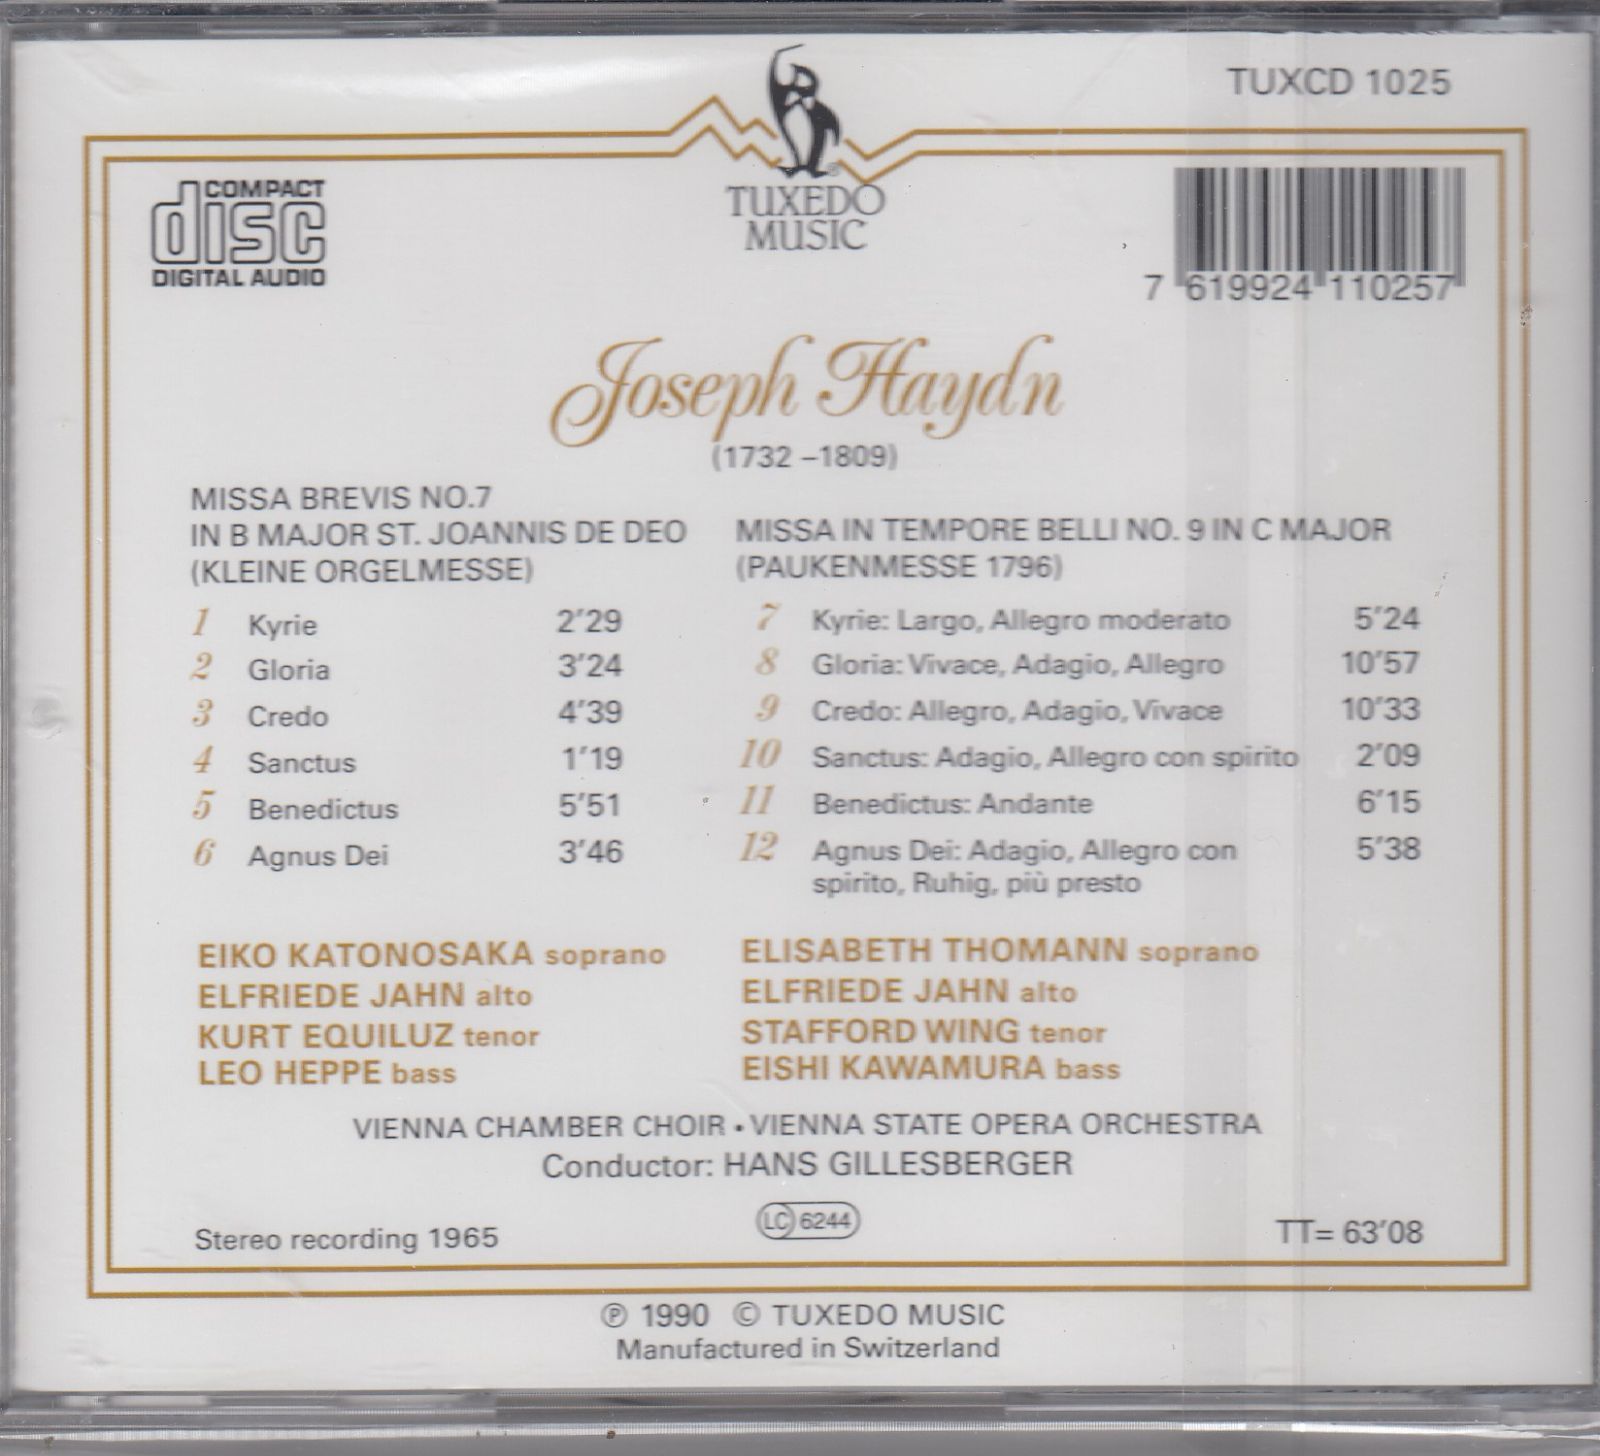 TUXCD 1025
COMPACT
disc
DIGITAL AUDIO
TUXEDO
MUSIC
7 619924 110257
Joseph Haydn
(1732 –1809)
MISSA BREVIS NO.7
IN B MAJOR ST. JOANNIS DE DEO
(KLEINE ORGELMESSE)
1 Kyrie 2'29
2 Gloria 3'24
3 Credo 4'39
4 Sanctus 1'19
5 Benedictus 5'51
6 Agnus Dei 3'46
MISSA IN TEMPORE BELLI NO. 9 IN C MAJOR
(PAUKENMESSE 1796)
7 Kyrie: Largo, Allegro moderato 5'24
8 Gloria: Vivace, Adagio, Allegro 10'57
9 Credo: Allegro, Adagio, Vivace 10'33
10 Sanctus: Adagio, Allegro con spirito 2'09
11 Benedictus: Andante 6'15
12 Agnus Dei: Adagio, Allegro con 5'38
spirito, Ruhig, più presto
EIKO KATONOSAKA soprano
ELFRIEDE JAHN alto
KURT EQUILUZ tenor
LEO HEPPE bass
ELISABETH THOMANN soprano
ELFRIEDE JAHN alto
STAFFORD WING tenor
EISHI KAWAMURA bass
VIENNA CHAMBER CHOIR • VIENNA STATE OPERA ORCHESTRA
Conductor: HANS GILLESBERGER
Stereo recording 1965
LC 6244
TT= 63'08
℗ 1990 © TUXEDO MUSIC
Manufactured in Switzerland